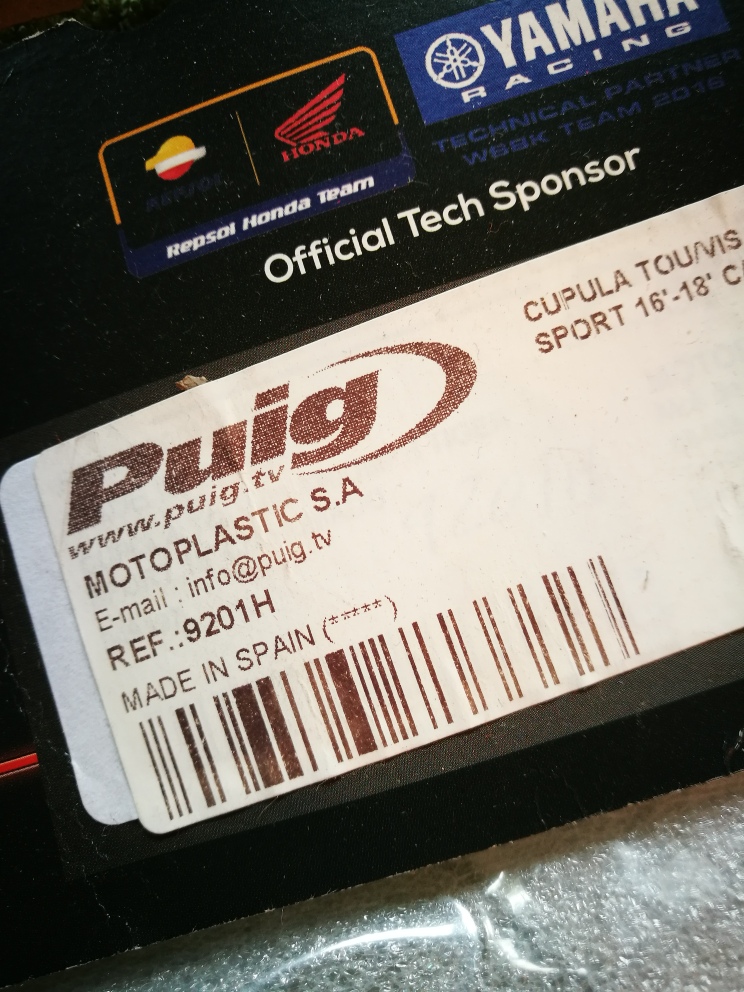 YAMAHA
RACING
TECHNICAL PARTNER
WSBK TEAM 2016
HONDA
REPSOL
Repsol Honda Team
Official Tech Sponsor
CUPULA TOU/VIS
SPORT 16'-18' C
Puig
www.puig.tv
MOTOPLASTIC S.A
E-mail : info@puig.tv
REF.:9201H
MADE IN SPAIN (*****)